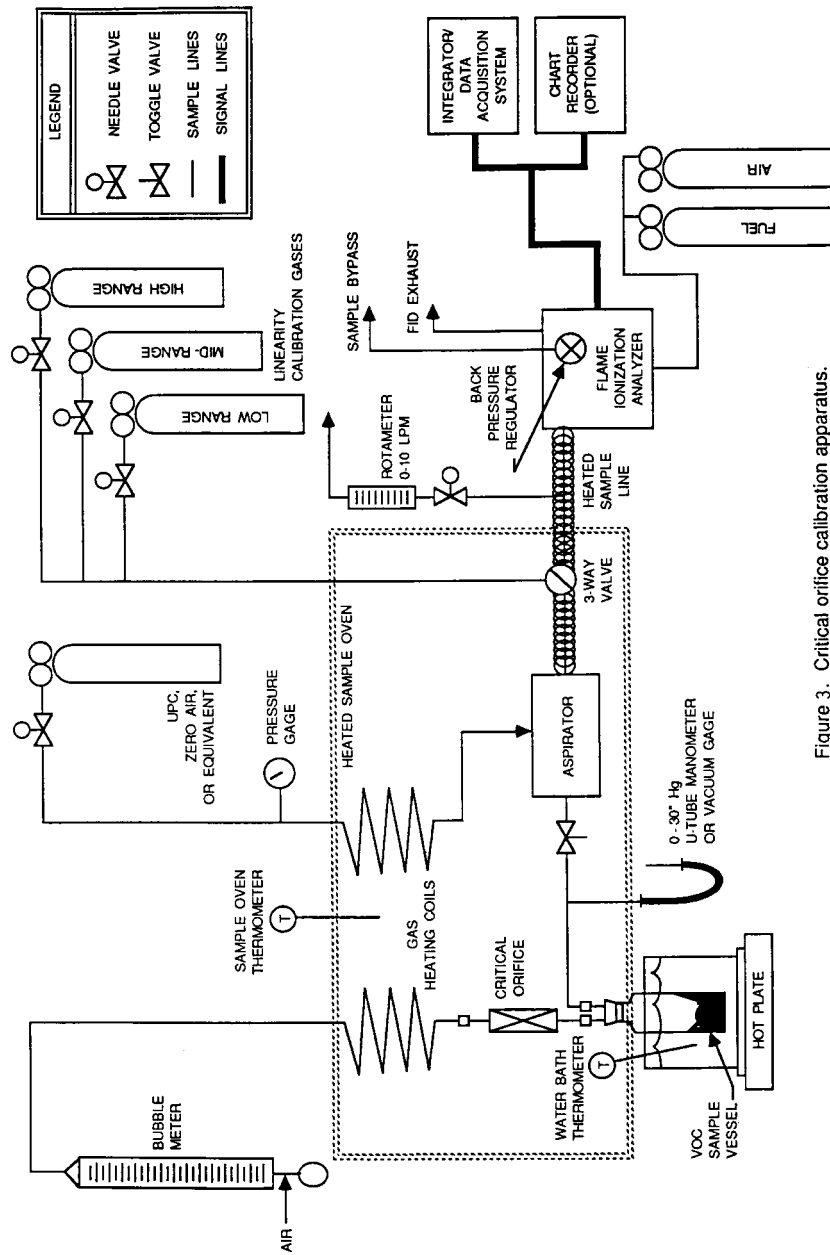 LEGEND
NEEDLE VALVE
TOGGLE VALVE
SAMPLE LINES
SIGNAL LINES
INTEGRATOR/
DATA
ACQUISITION
SYSTEM
CHART
RECORDER
(OPTIONAL)
HIGH RANGE
MID-RANGE
LOW RANGE
LINEARITY
CALIBRATION GASES
SAMPLE BYPASS
FID EXHAUST
AIR
FUEL
UPC,
ZERO AIR,
OR EQUIVALENT
PRESSURE
GAGE
ROTAMETER
0-10 LPM
BACK
PRESSURE
REGULATOR
FLAME
IONIZATION
ANALYZER
HEATED
SAMPLE
LINE
HEATED SAMPLE OVEN
3-WAY
VALVE
SAMPLE OVEN
THERMOMETER
T
GAS
HEATING COILS
ASPIRATOR
CRITICAL
ORIFICE
0-30" Hg
U-TUBE MANOMETER
OR VACUUM GAGE
BUBBLE
METER
AIR
WATER BATH
THERMOMETER
T
VOC
SAMPLE
VESSEL
HOT PLATE
Figure 3. Critical orifice calibration apparatus.